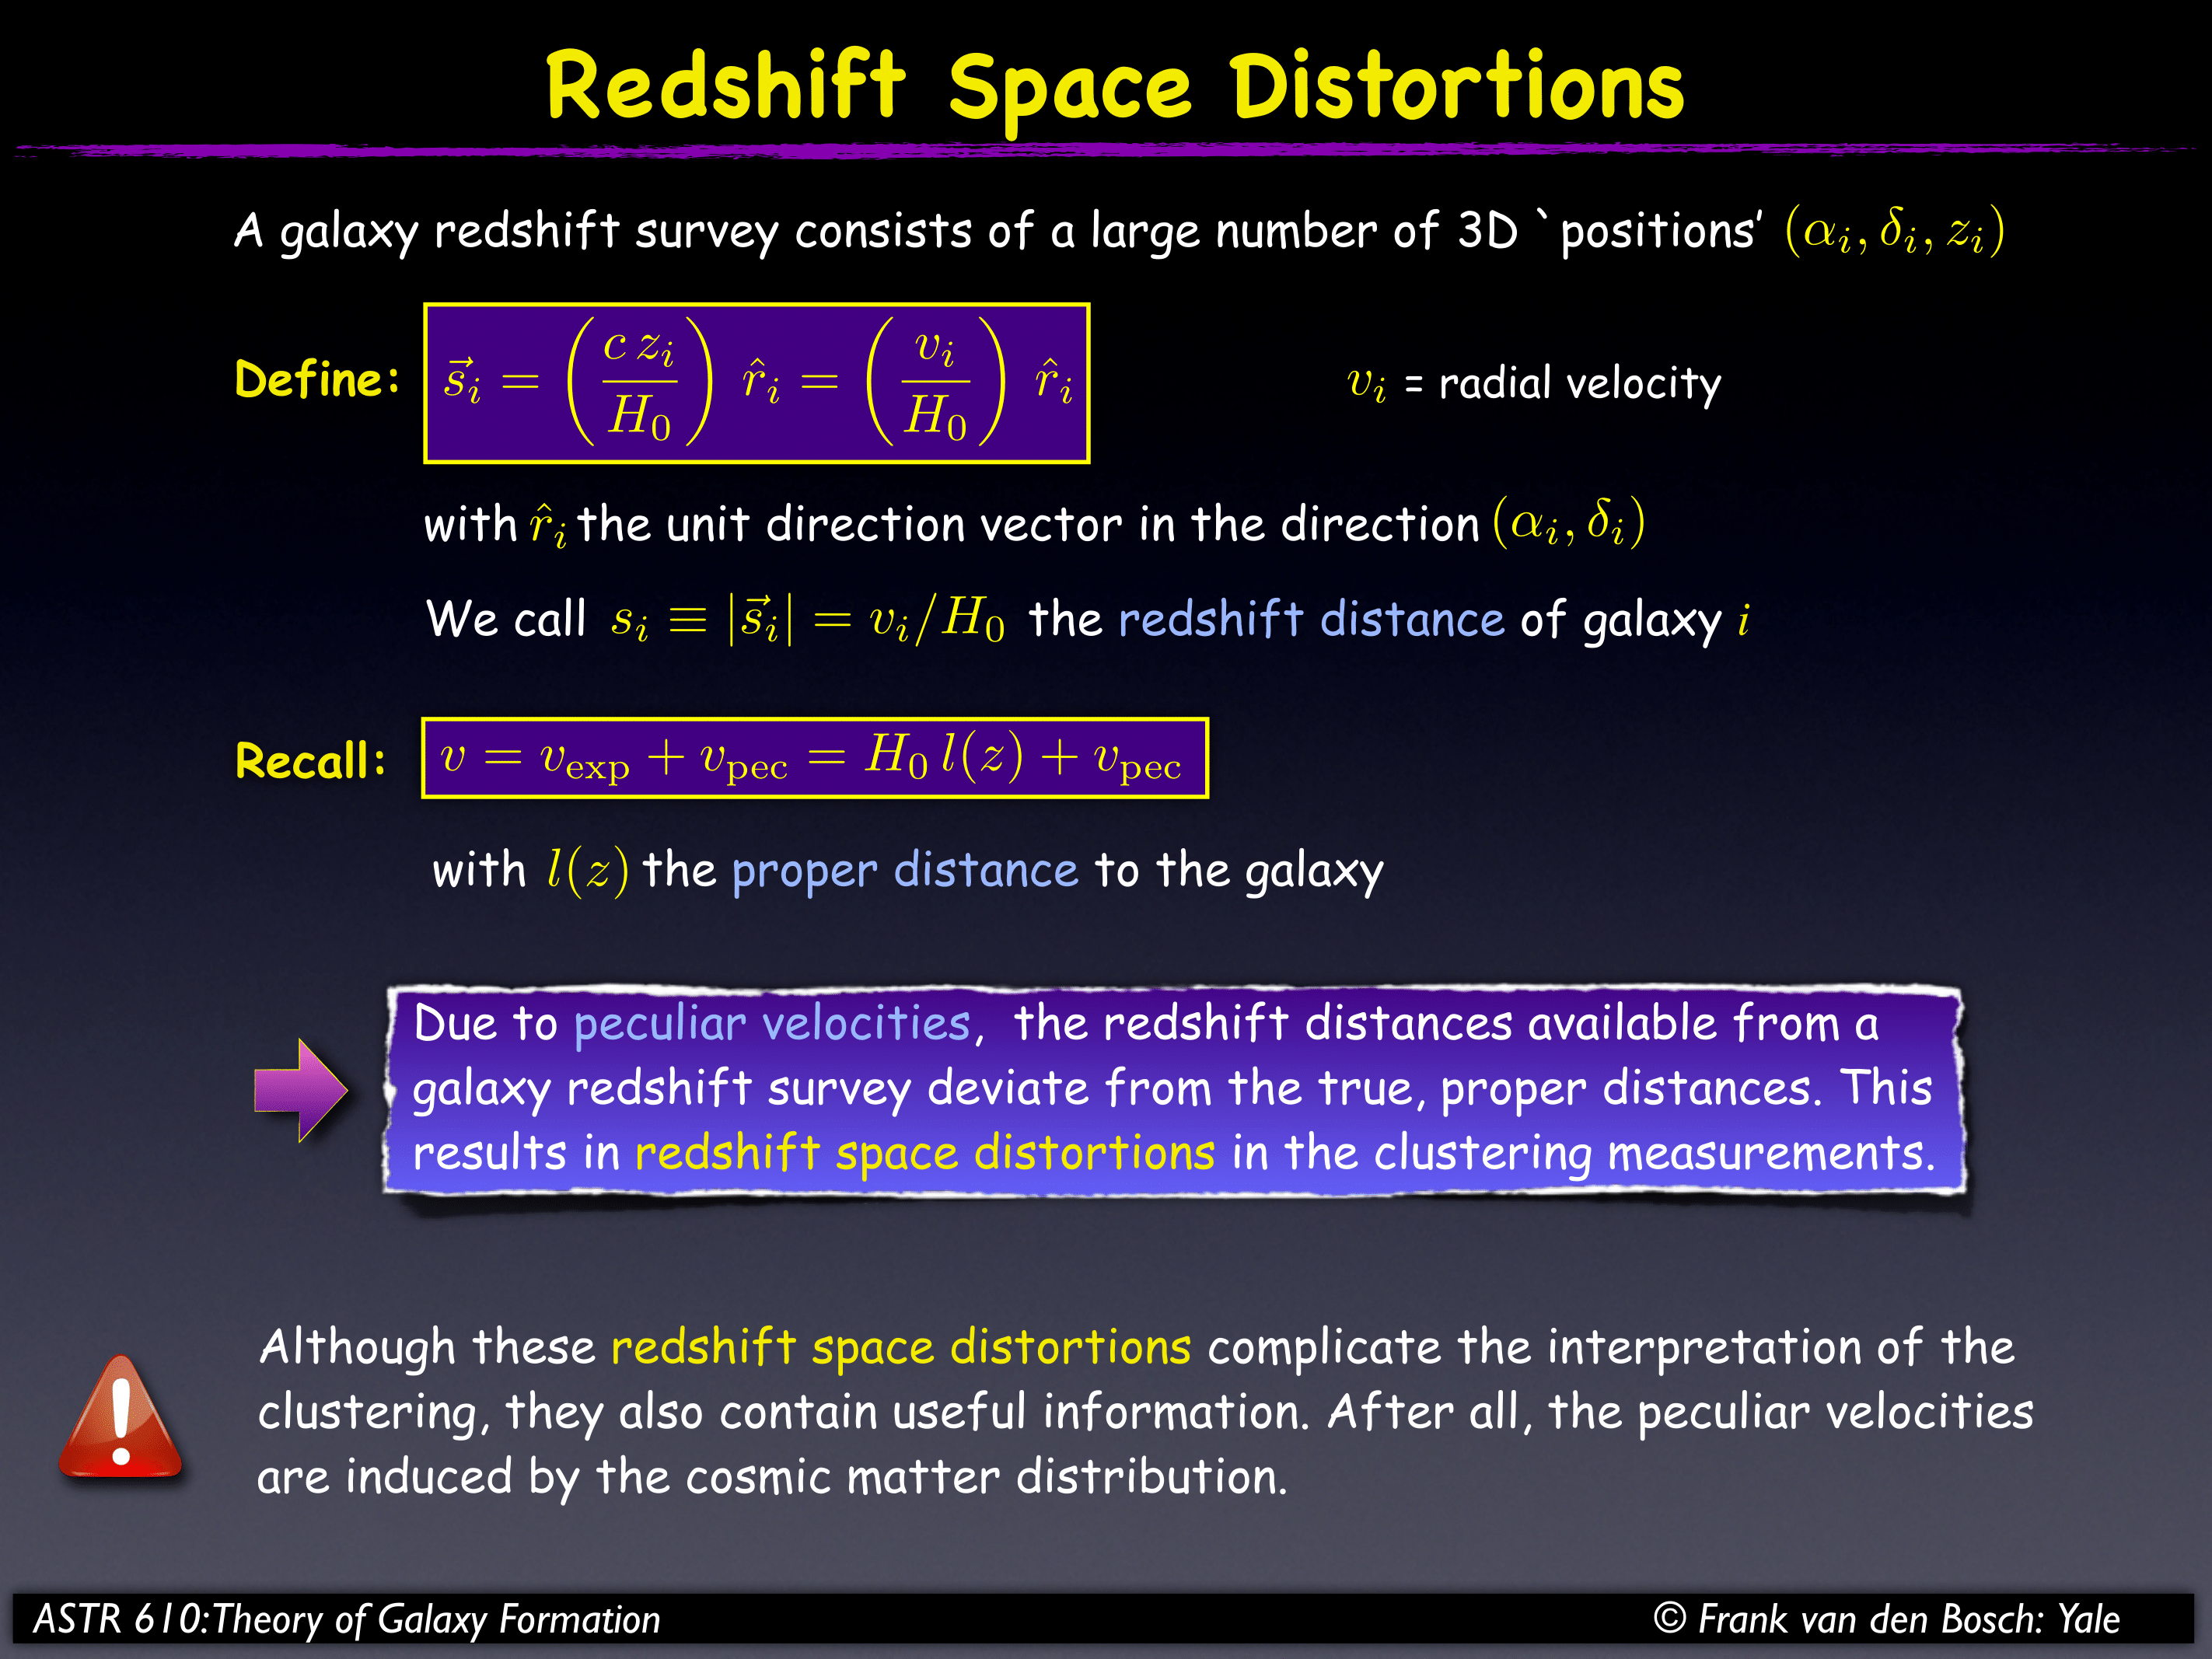 Redshift Space Distortions
A galaxy redshift survey consists of a large number of 3D `positions’ $(\alpha_i, \delta_i, z_i)$
Define: $\vec{s}_i = \left(\frac{c\,z_i}{H_0}\right)\,\hat{r}_i = \left(\frac{v_i}{H_0}\right)\,\hat{r}_i$ $v_i$ = radial velocity
with $\hat{r}_i$ the unit direction vector in the direction $(\alpha_i, \delta_i)$
We call $s_i \equiv |\vec{s}_i| = v_i/H_0$ the redshift distance of galaxy $i$
Recall: $v = v_{\rm exp} + v_{\rm pec} = H_0\,l(z) + v_{\rm pec}$
with $l(z)$ the proper distance to the galaxy
Due to peculiar velocities, the redshift distances available from a
galaxy redshift survey deviate from the true, proper distances. This
results in redshift space distortions in the clustering measurements.
Although these redshift space distortions complicate the interpretation of the
clustering, they also contain useful information. After all, the peculiar velocities
are induced by the cosmic matter distribution.
ASTR 610:Theory of Galaxy Formation © Frank van den Bosch: Yale